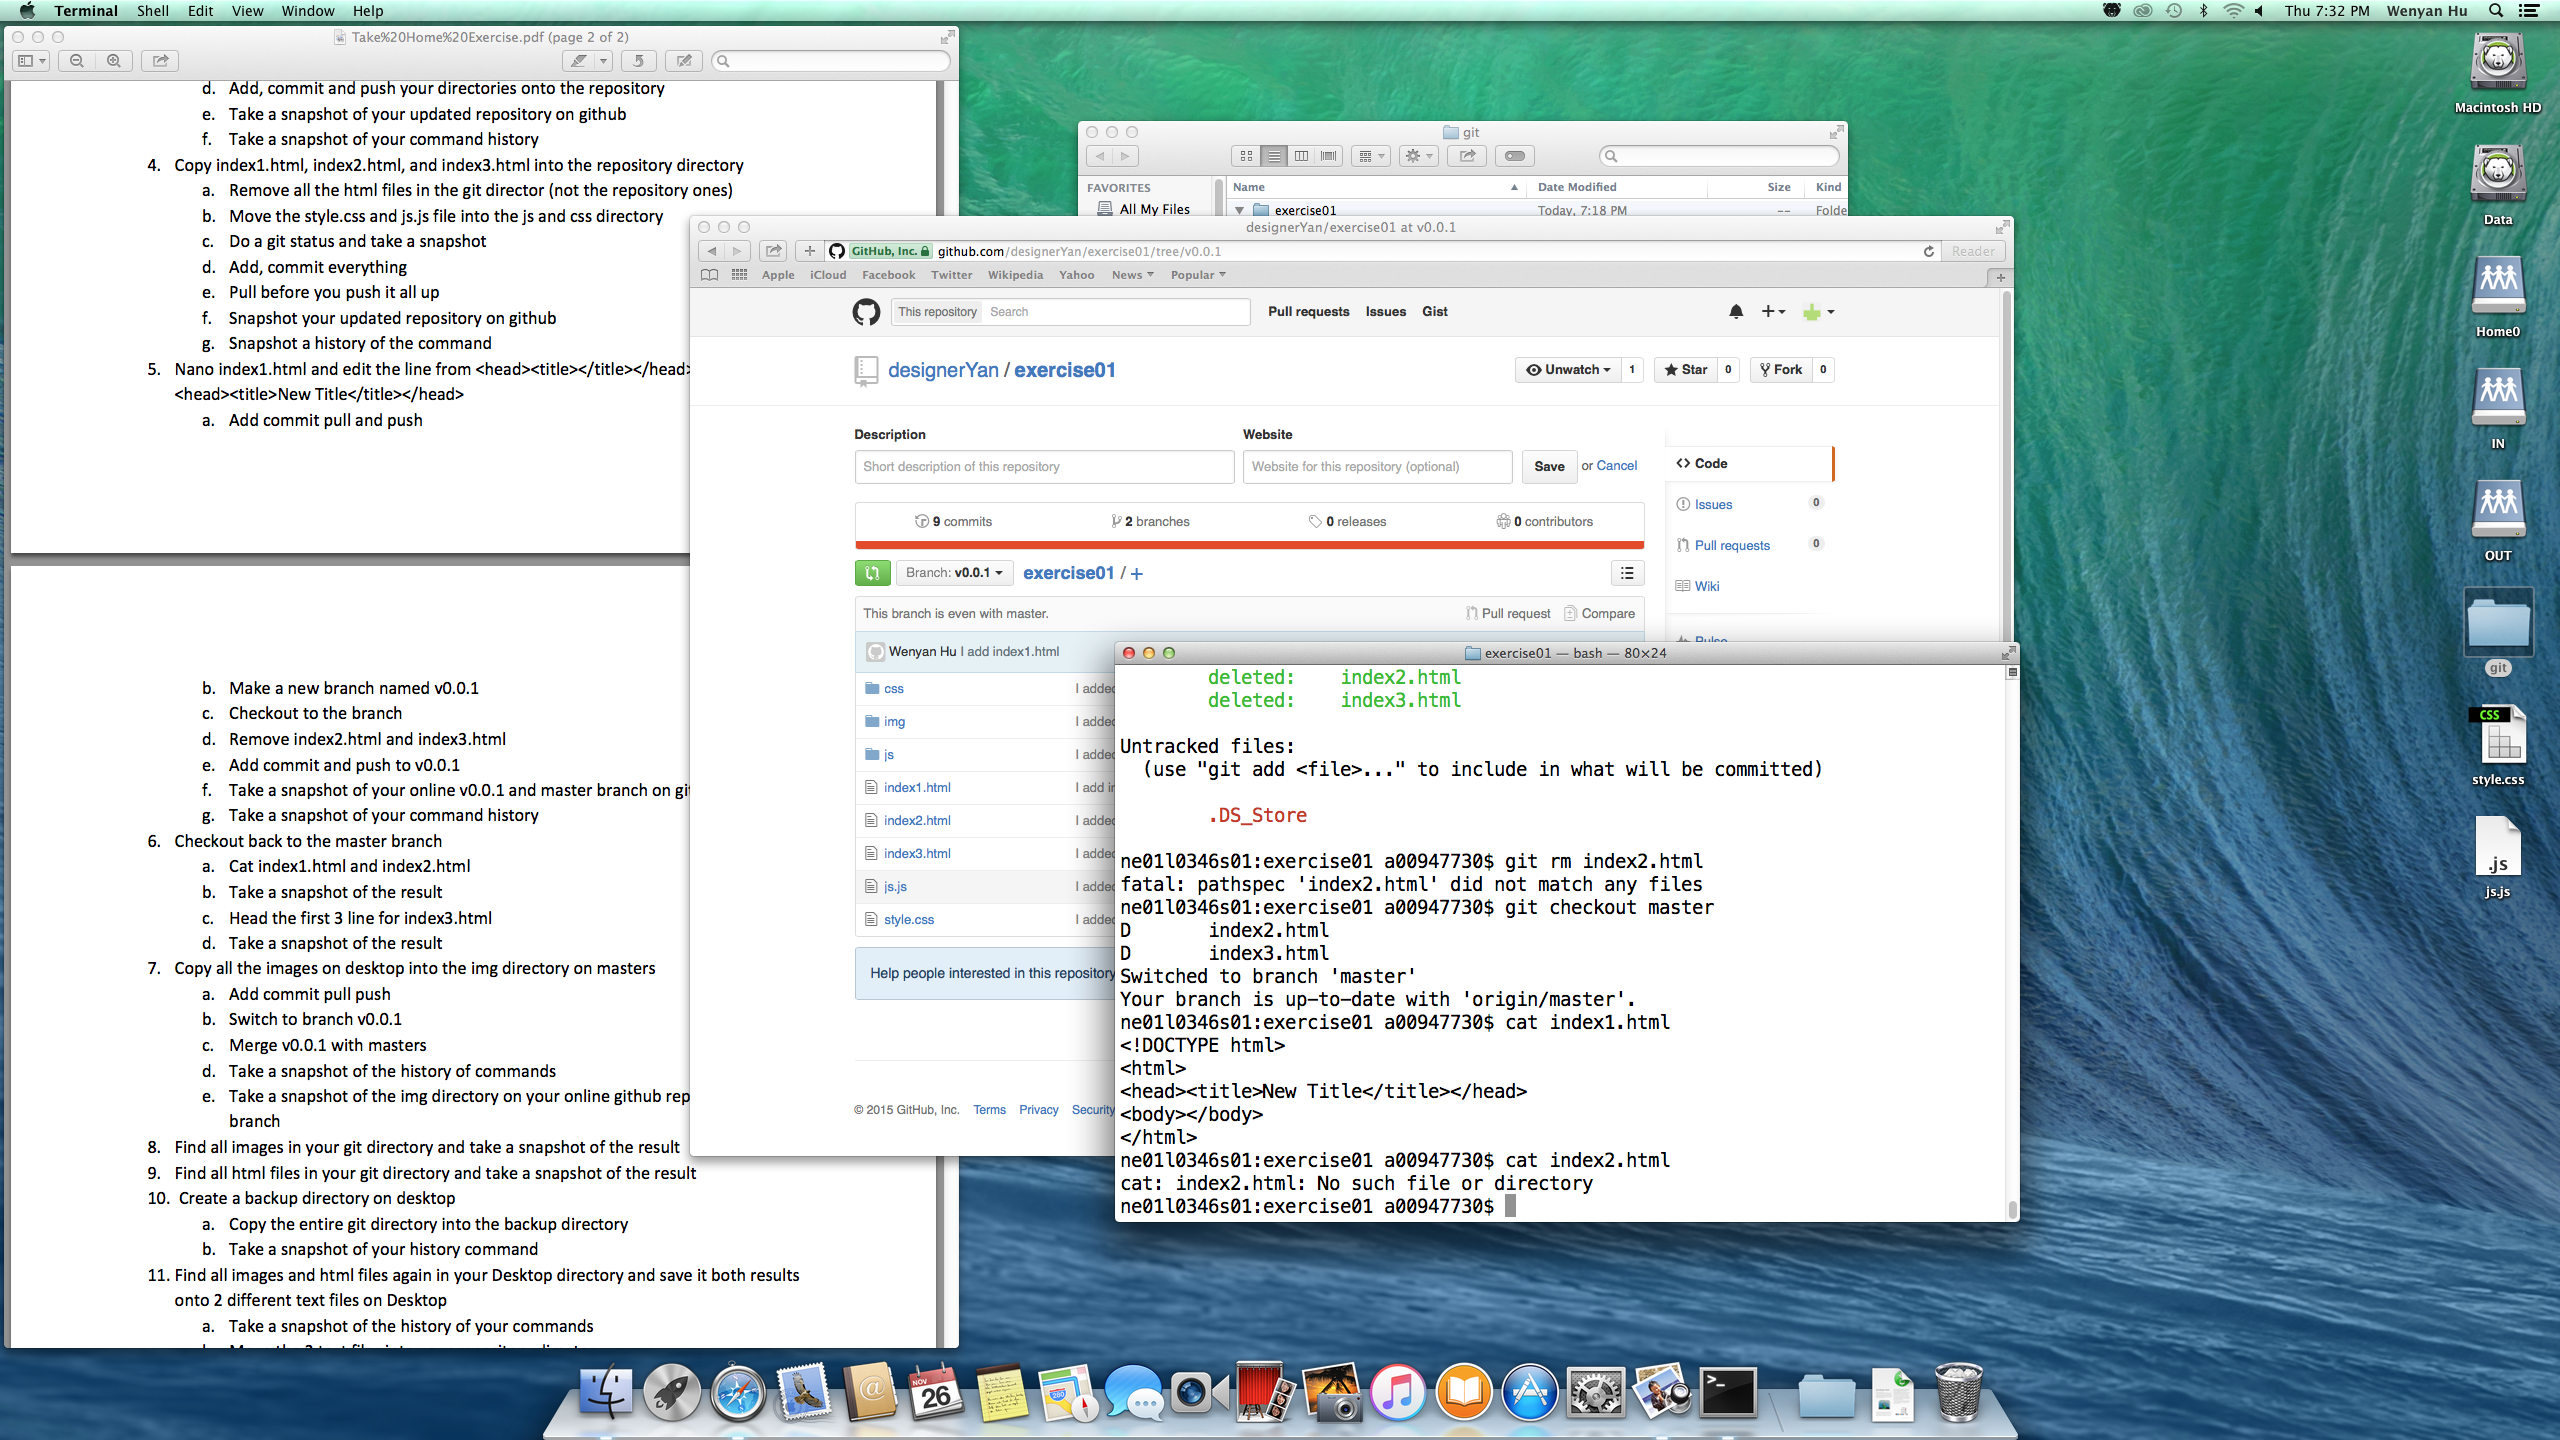 Terminal Shell Edit View Window Help
Thu 7:32 PM Wenyan Hu
Take%20Home%20Exercise.pdf (page 2 of 2)
d. Add, commit and push your directories onto the repository
e. Take a snapshot of your updated repository on github
f. Take a snapshot of your command history
4. Copy index1.html, index2.html, and index3.html into the repository directory
a. Remove all the html files in the git director (not the repository ones)
b. Move the style.css and js.js file into the js and css directory
c. Do a git status and take a snapshot
d. Add, commit everything
e. Pull before you push it all up
f. Snapshot your updated repository on github
g. Snapshot a history of the command
5. Nano index1.html and edit the line from <head><title></title></head>
<head><title>New Title</title></head>
a. Add commit pull and push
b. Make a new branch named v0.0.1
c. Checkout to the branch
d. Remove index2.html and index3.html
e. Add commit and push to v0.0.1
f. Take a snapshot of your online v0.0.1 and master branch on gi
g. Take a snapshot of your command history
6. Checkout back to the master branch
a. Cat index1.html and index2.html
b. Take a snapshot of the result
c. Head the first 3 line for index3.html
d. Take a snapshot of the result
7. Copy all the images on desktop into the img directory on masters
a. Add commit pull push
b. Switch to branch v0.0.1
c. Merge v0.0.1 with masters
d. Take a snapshot of the history of commands
e. Take a snapshot of the img directory on your online github rep
branch
8. Find all images in your git directory and take a snapshot of the result
9. Find all html files in your git directory and take a snapshot of the result
10. Create a backup directory on desktop
a. Copy the entire git directory into the backup directory
b. Take a snapshot of your history command
11. Find all images and html files again in your Desktop directory and save it both results
onto 2 different text files on Desktop
a. Take a snapshot of the history of your commands
git
FAVORITES
All My Files
Name Date Modified Size Kind
exercise01 Today, 7:18 PM -- Folde
designerYan/exercise01 at v0.0.1
GitHub, Inc. github.com/designerYan/exercise01/tree/v0.0.1 Reader
Apple iCloud Facebook Twitter Wikipedia Yahoo News Popular
This repository Search Pull requests Issues Gist
designerYan / exercise01 Unwatch 1 Star 0 Fork 0
Description Website
Short description of this repository Website for this repository (optional) Save or Cancel
9 commits 2 branches 0 releases 0 contributors
Branch: v0.0.1 exercise01 / +
This branch is even with master. Pull request Compare
Wenyan Hu I add index1.html
css I added
img I added
js I added
index1.html I add in
index2.html I added
index3.html I added
js.js I added
style.css I added
Help people interested in this repository
© 2015 GitHub, Inc. Terms Privacy Security
<> Code
Issues 0
Pull requests 0
Wiki
Pulse
exercise01 — bash — 80×24
deleted: index2.html
deleted: index3.html
Untracked files:
(use "git add <file>..." to include in what will be committed)
.DS_Store
ne01l0346s01:exercise01 a00947730$ git rm index2.html
fatal: pathspec 'index2.html' did not match any files
ne01l0346s01:exercise01 a00947730$ git checkout master
D index2.html
D index3.html
Switched to branch 'master'
Your branch is up-to-date with 'origin/master'.
ne01l0346s01:exercise01 a00947730$ cat index1.html
<!DOCTYPE html>
<html>
<head><title>New Title</title></head>
<body></body>
</html>
ne01l0346s01:exercise01 a00947730$ cat index2.html
cat: index2.html: No such file or directory
ne01l0346s01:exercise01 a00947730$
Macintosh HD
Data
Home0
IN
OUT
git
CSS
style.css
.js
js.js
NOV
26